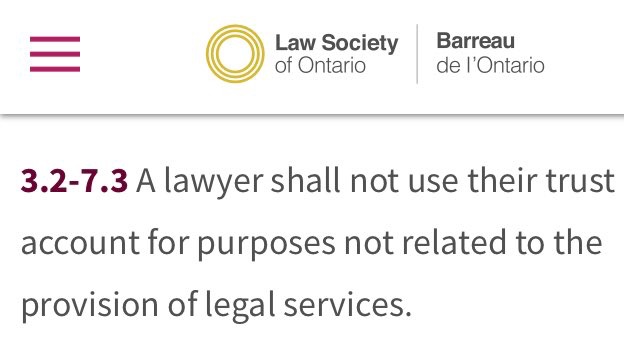 Law Society
of Ontario
Barreau
de l'Ontario
3.2-7.3 A lawyer shall not use their trust
account for purposes not related to the
provision of legal services.